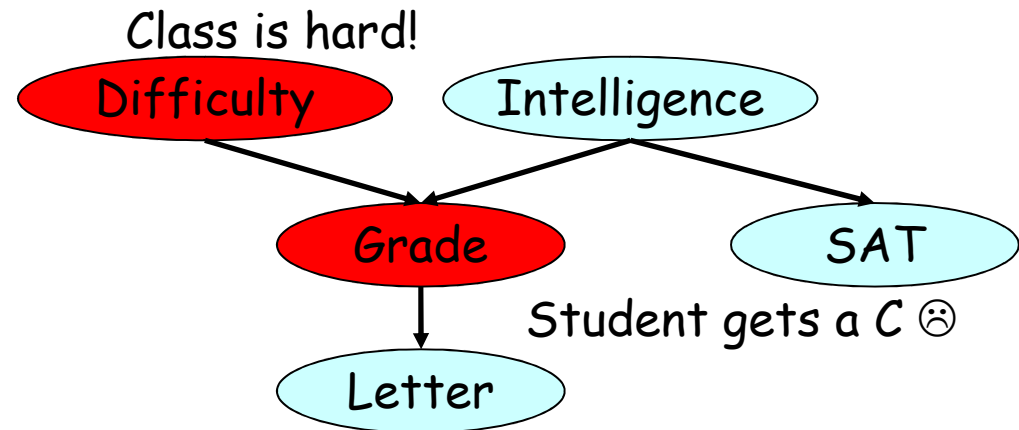 Class is hard!
Difficulty Intelligence
Grade SAT
Student gets a C ☹
Letter